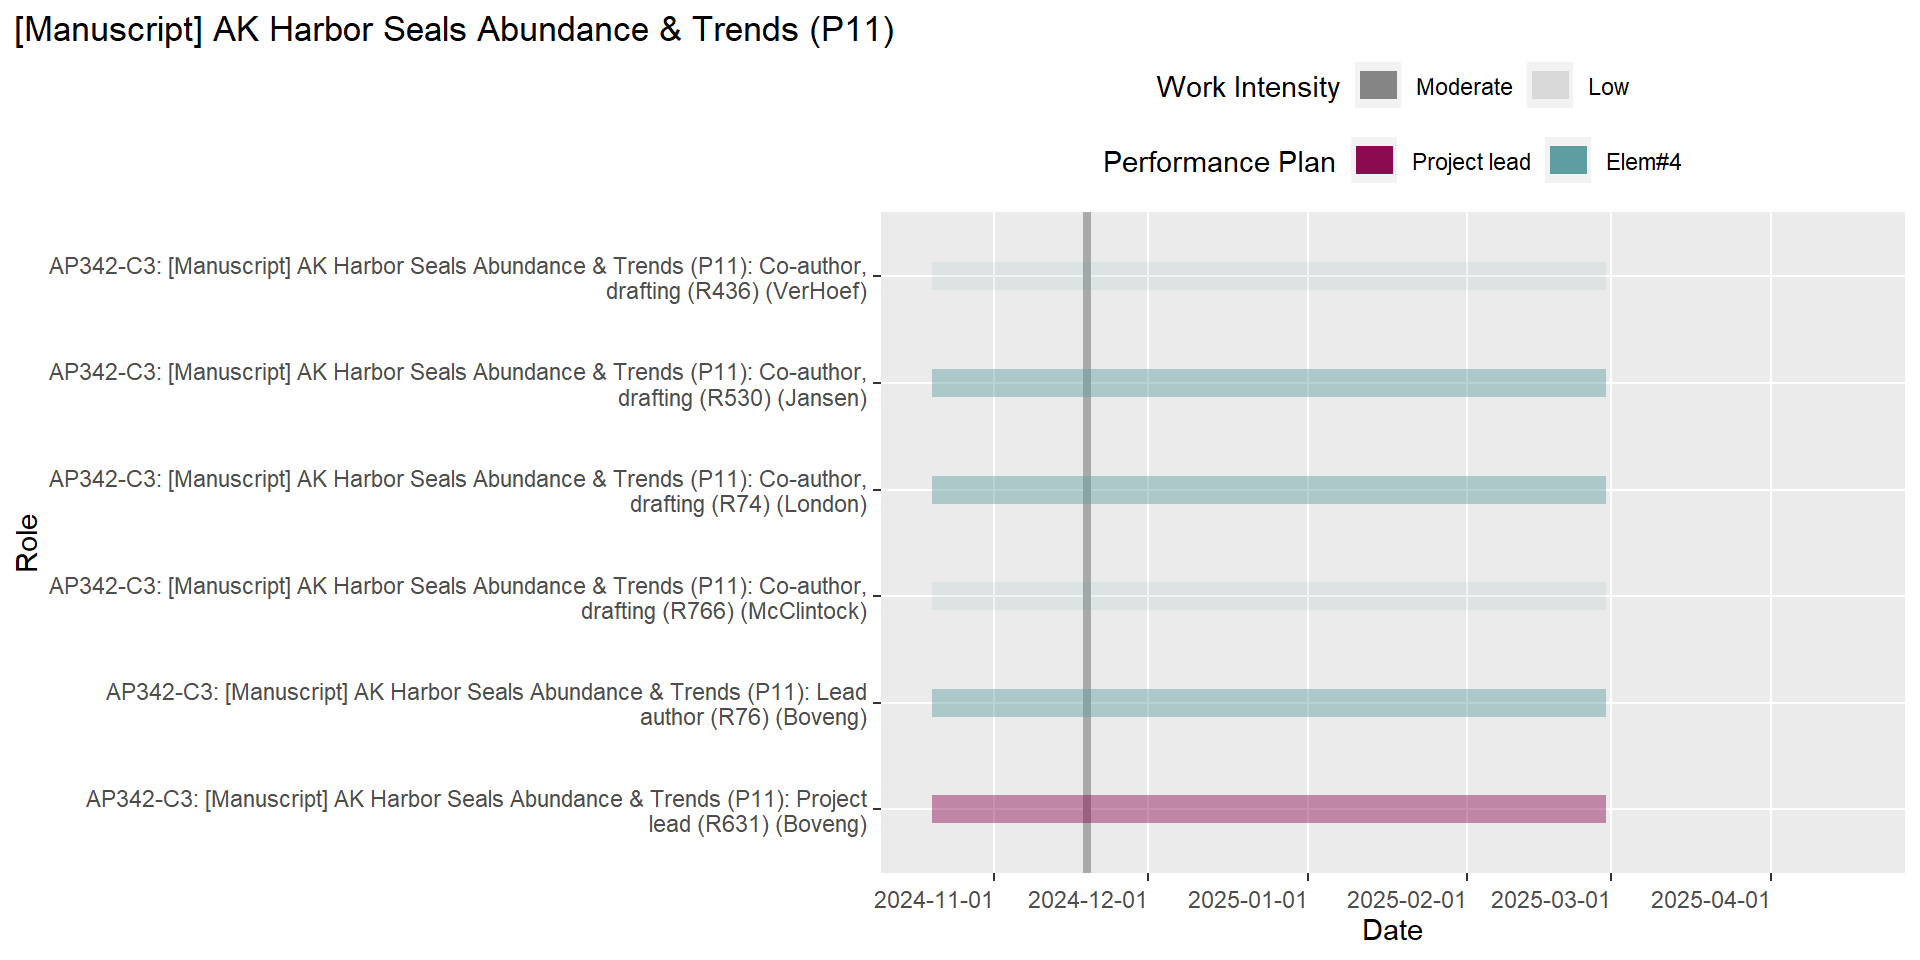 [Manuscript] AK Harbor Seals Abundance & Trends (P11)
Work Intensity Moderate Low
Performance Plan Project lead Elem#4
AP342-C3: [Manuscript] AK Harbor Seals Abundance & Trends (P11): Co-author,
drafting (R436) (VerHoef)
AP342-C3: [Manuscript] AK Harbor Seals Abundance & Trends (P11): Co-author,
drafting (R530) (Jansen)
AP342-C3: [Manuscript] AK Harbor Seals Abundance & Trends (P11): Co-author,
drafting (R74) (London)
Role
AP342-C3: [Manuscript] AK Harbor Seals Abundance & Trends (P11): Co-author,
drafting (R766) (McClintock)
AP342-C3: [Manuscript] AK Harbor Seals Abundance & Trends (P11): Lead
author (R76) (Boveng)
AP342-C3: [Manuscript] AK Harbor Seals Abundance & Trends (P11): Project
lead (R631) (Boveng)
2024-11-01 2024-12-01 2025-01-01 2025-02-01 2025-03-01 2025-04-01
Date